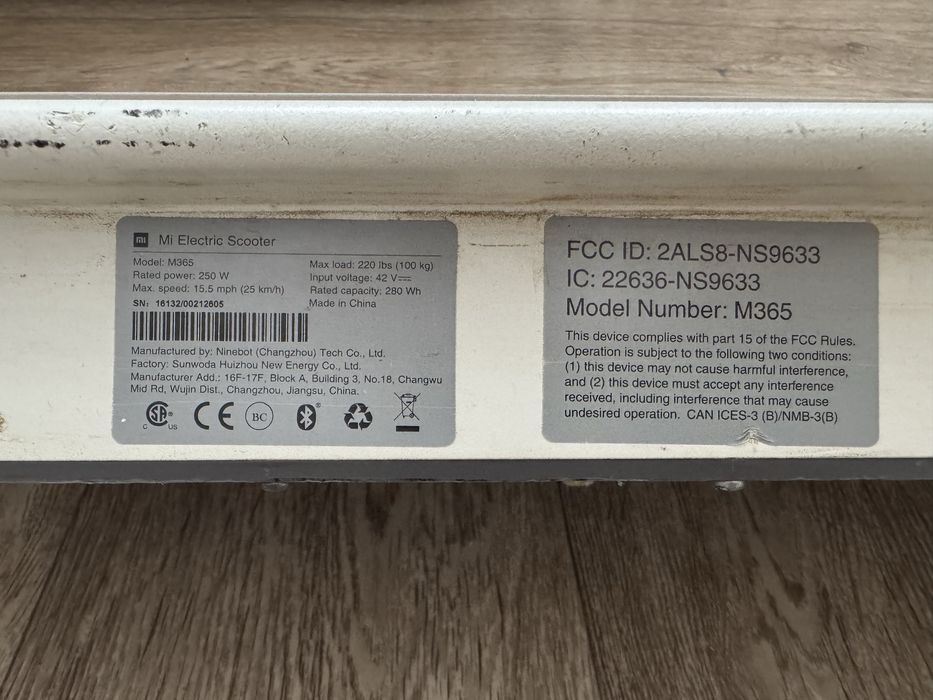 mi Mi Electric Scooter
Model: M365
Rated power: 250 W
Max. speed: 15.5 mph (25 km/h)
SN: 16132/00212605
Max load: 220 lbs (100 kg)
Input voltage: 42 V⎓
Rated capacity: 280 Wh
Made in China
Manufactured by: Ninebot (Changzhou) Tech Co., Ltd.
Factory: Sunwoda Huizhou New Energy Co., Ltd.
Manufacturer Add.: 16F-17F, Block A, Building 3, No.18, Changwu
Mid Rd, Wujin Dist., Changzhou, Jiangsu, China.
C SA ® C US CE BC ®
FCC ID: 2ALS8-NS9633
IC: 22636-NS9633
Model Number: M365
This device complies with part 15 of the FCC Rules.
Operation is subject to the following two conditions:
(1) this device may not cause harmful interference,
and (2) this device must accept any interference
received, including interference that may cause
undesired operation. CAN ICES-3 (B)/NMB-3(B)